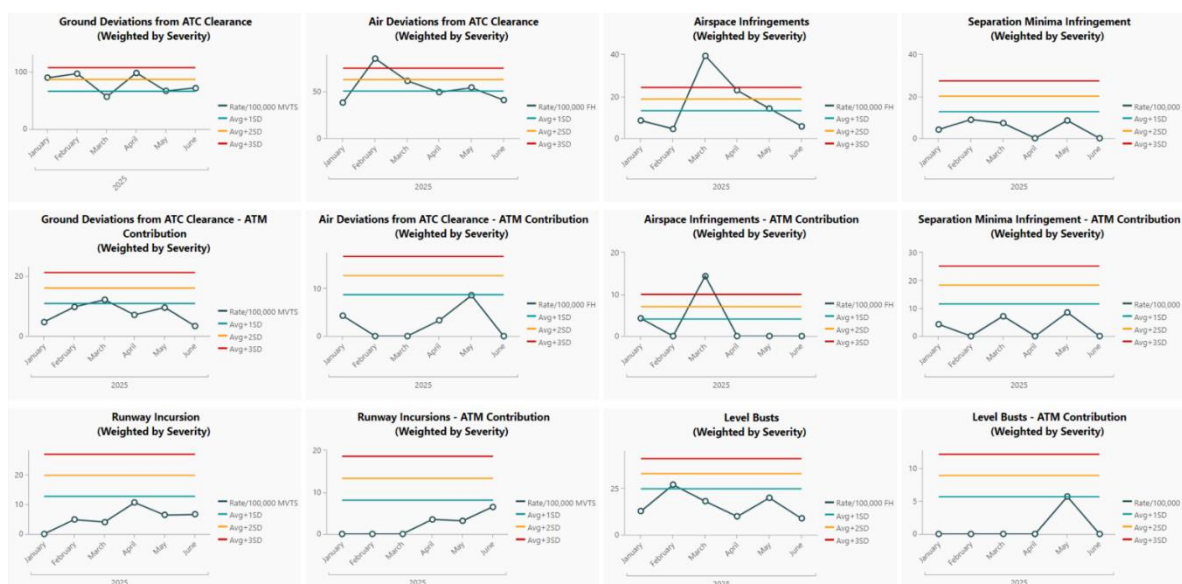 Ground Deviations from ATC Clearance
(Weighted by Severity)
100
0
January
February
March
April
May
June
2025
Rate/100,000 MVTS
Avg+1SD
Avg+2SD
Avg+3SD
Air Deviations from ATC Clearance
(Weighted by Severity)
50
0
January
February
March
April
May
June
2025
Rate/100,000 FH
Avg+1SD
Avg+2SD
Avg+3SD
Airspace Infringements
(Weighted by Severity)
40
20
0
January
February
March
April
May
June
2025
Rate/100,000 FH
Avg+1SD
Avg+2SD
Avg+3SD
Separation Minima Infringement
(Weighted by Severity)
40
20
0
January
February
March
April
May
June
2025
Rate/100,000
Avg+1SD
Avg+2SD
Avg+3SD
Ground Deviations from ATC Clearance - ATM
Contribution
(Weighted by Severity)
20
0
January
February
March
April
May
June
2025
Rate/100,000 MVTS
Avg+1SD
Avg+2SD
Avg+3SD
Air Deviations from ATC Clearance - ATM Contribution
(Weighted by Severity)
10
0
January
February
March
April
May
June
2025
Rate/100,000 FH
Avg+1SD
Avg+2SD
Avg+3SD
Airspace Infringements - ATM Contribution
(Weighted by Severity)
20
10
0
January
February
March
April
May
June
2025
Rate/100,000 FH
Avg+1SD
Avg+2SD
Avg+3SD
Separation Minima Infringement - ATM Contribution
(Weighted by Severity)
30
20
10
0
January
February
March
April
May
June
2025
Rate/100,000
Avg+1SD
Avg+2SD
Avg+3SD
Runway Incursion
(Weighted by Severity)
20
0
January
February
March
April
May
June
2025
Rate/100,000 MVTS
Avg+1SD
Avg+2SD
Avg+3SD
Runway Incursions - ATM Contribution
(Weighted by Severity)
20
10
0
January
February
March
April
May
June
2025
Rate/100,000 MVTS
Avg+1SD
Avg+2SD
Avg+3SD
Level Busts
(Weighted by Severity)
25
0
January
February
March
April
May
June
2025
Rate/100,000 FH
Avg+1SD
Avg+2SD
Avg+3SD
Level Busts - ATM Contribution
(Weighted by Severity)
10
5
0
January
February
March
April
May
June
2025
Rate/100,000
Avg+1SD
Avg+2SD
Avg+3SD